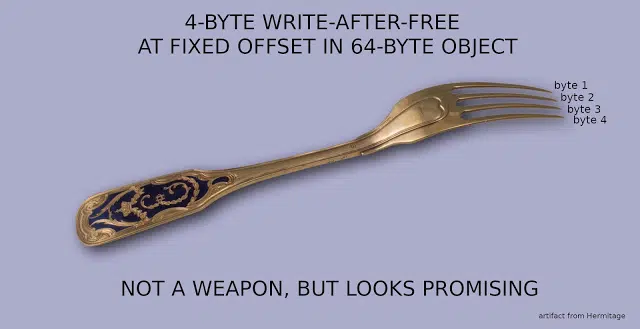 4-BYTE WRITE-AFTER-FREE
AT FIXED OFFSET IN 64-BYTE OBJECT
byte 1
byte 2
byte 3
byte 4
NOT A WEAPON, BUT LOOKS PROMISING
artifact from Hermitage